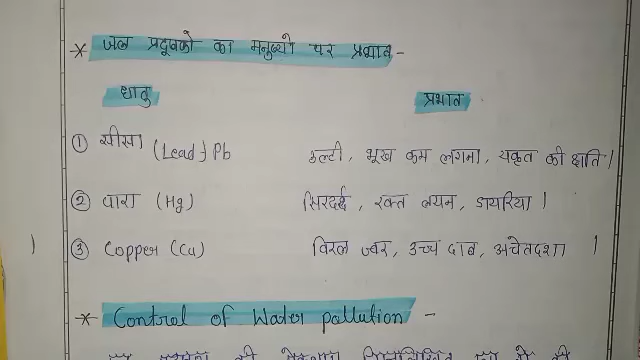 * जल प्रदूषको का मनुष्यो पर प्रभाव -
धातु प्रभाव
① सीसा (Lead) Pb उल्टी, भूख कम लगना, यकृत की क्षति।
② पारा (Hg) सिरदर्द, रक्त लयन, डायरिया।
③ Copper (Cu) विरल ज्वर, उच्च दाब, अचेतदशा ।
* Control of Water pollution -